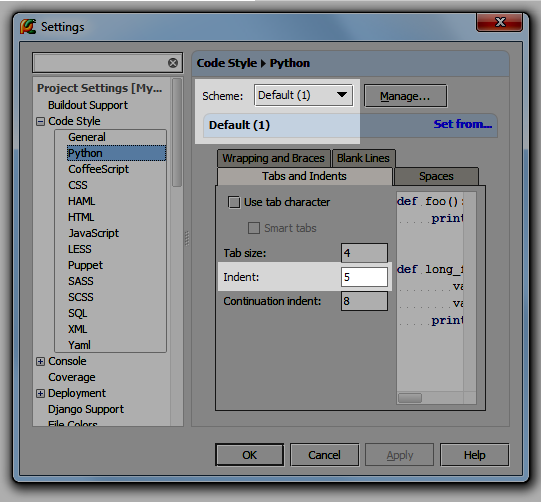 Settings
Project Settings [My...
Buildout Support
Code Style
General
Python
CoffeeScript
CSS
HAML
HTML
JavaScript
LESS
Puppet
SASS
SCSS
SQL
XML
Yaml
Console
Coverage
Deployment
Django Support
File Colors
Code Style ▸ Python
Scheme: Default (1) Manage...
Default (1) Set from...
Wrapping and Braces Blank Lines
Tabs and Indents Spaces
Use tab character
Smart tabs
Tab size: 4
Indent: 5
Continuation indent: 8
def foo():
print
def long_
va
va
print
OK Cancel Apply Help